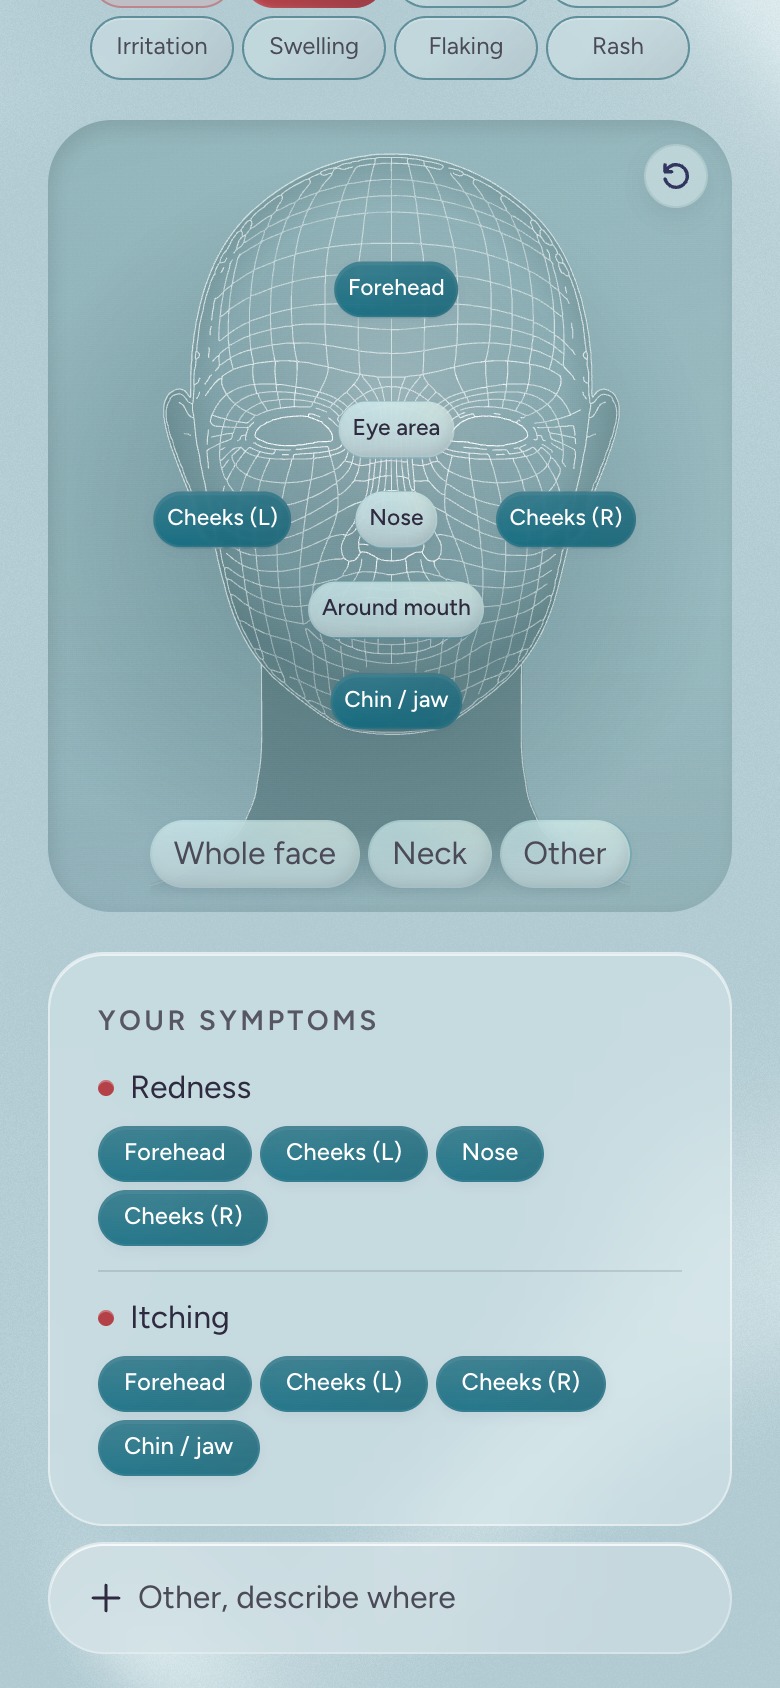 Irritation Swelling Flaking Rash
Forehead
Eye area
Cheeks (L) Nose Cheeks (R)
Around mouth
Chin / jaw
Whole face Neck Other
YOUR SYMPTOMS
Redness
Forehead Cheeks (L) Nose
Cheeks (R)
Itching
Forehead Cheeks (L) Cheeks (R)
Chin / jaw
Other, describe where